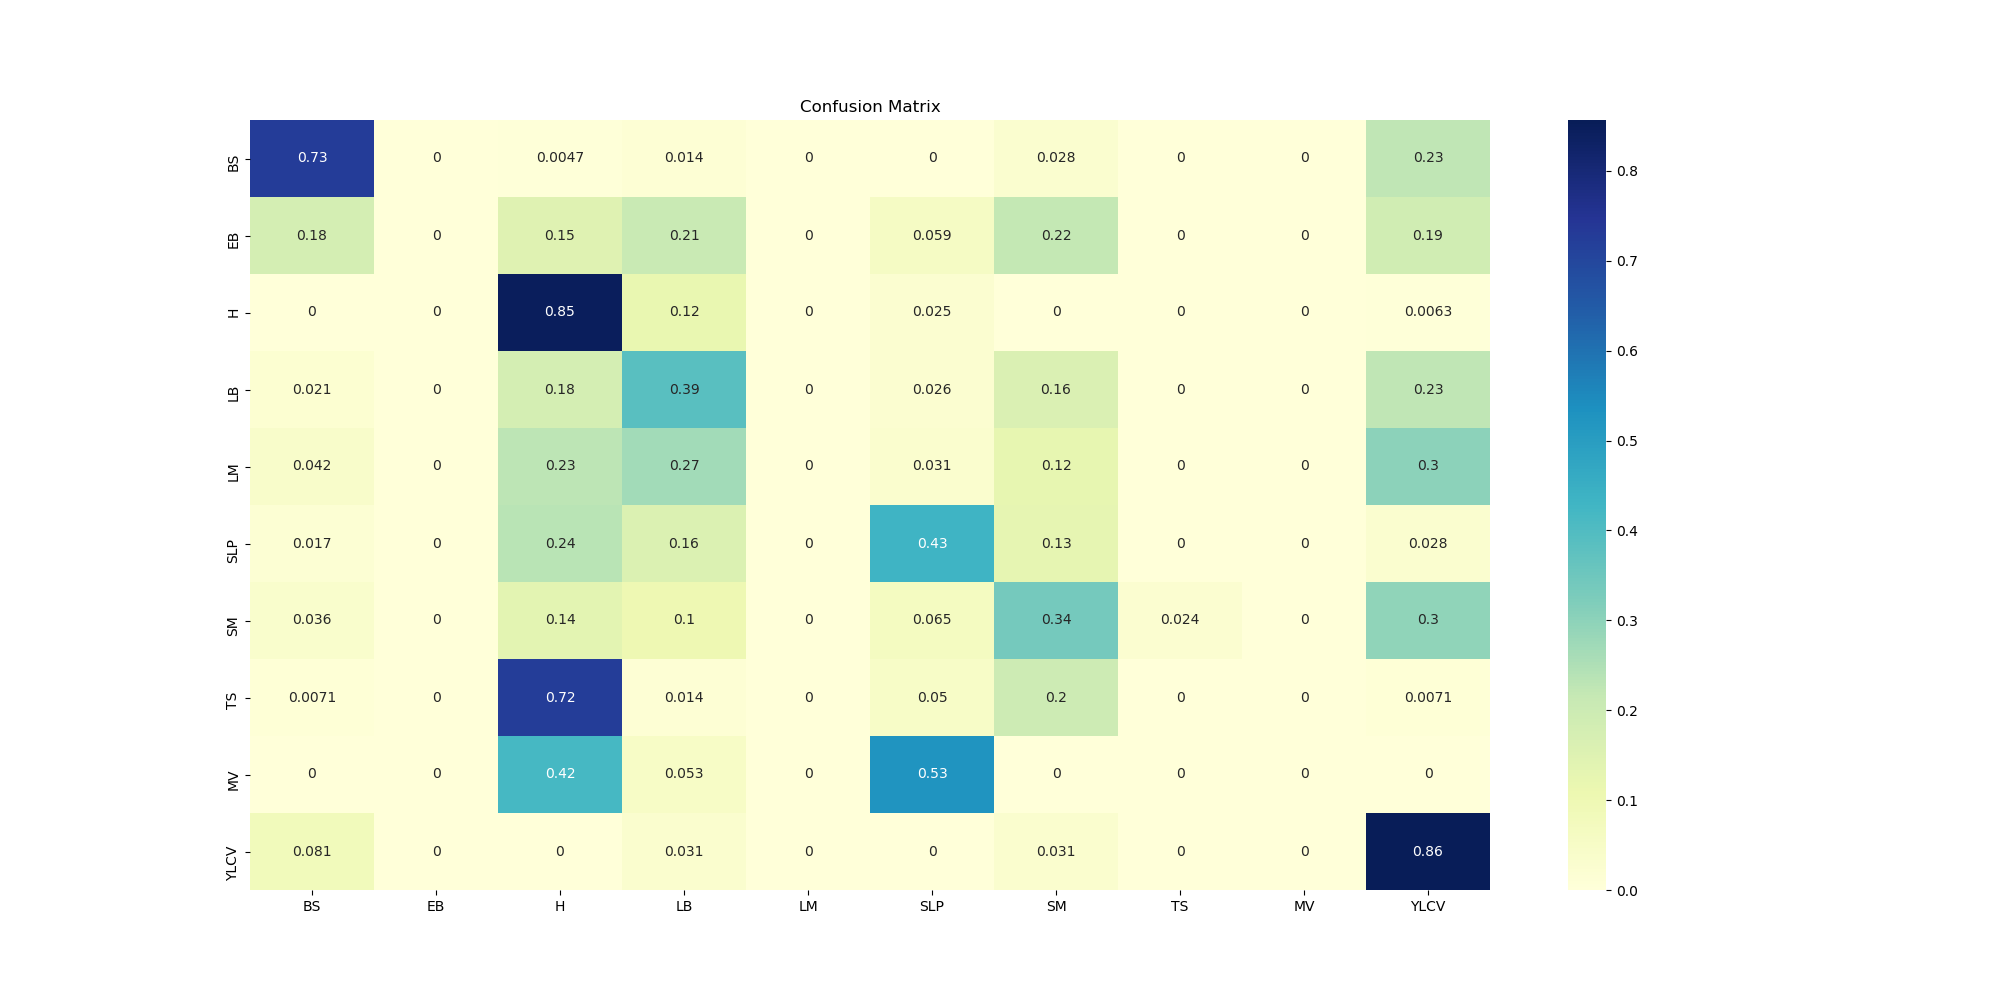 Confusion Matrix
BS 0.73 0 0.0047 0.014 0 0 0.028 0 0 0.23
EB 0.18 0 0.15 0.21 0 0.059 0.22 0 0 0.19
H 0 0 0.85 0.12 0 0.025 0 0 0 0.0063
LB 0.021 0 0.18 0.39 0 0.026 0.16 0 0 0.23
LM 0.042 0 0.23 0.27 0 0.031 0.12 0 0 0.3
SLP 0.017 0 0.24 0.16 0 0.43 0.13 0 0 0.028
SM 0.036 0 0.14 0.1 0 0.065 0.34 0.024 0 0.3
TS 0.0071 0 0.72 0.014 0 0.05 0.2 0 0 0.0071
MV 0 0 0.42 0.053 0 0.53 0 0 0 0
YLCV 0.081 0 0 0.031 0 0 0.031 0 0 0.86
BS EB H LB LM SLP SM TS MV YLCV
0.8
0.7
0.6
0.5
0.4
0.3
0.2
0.1
0.0